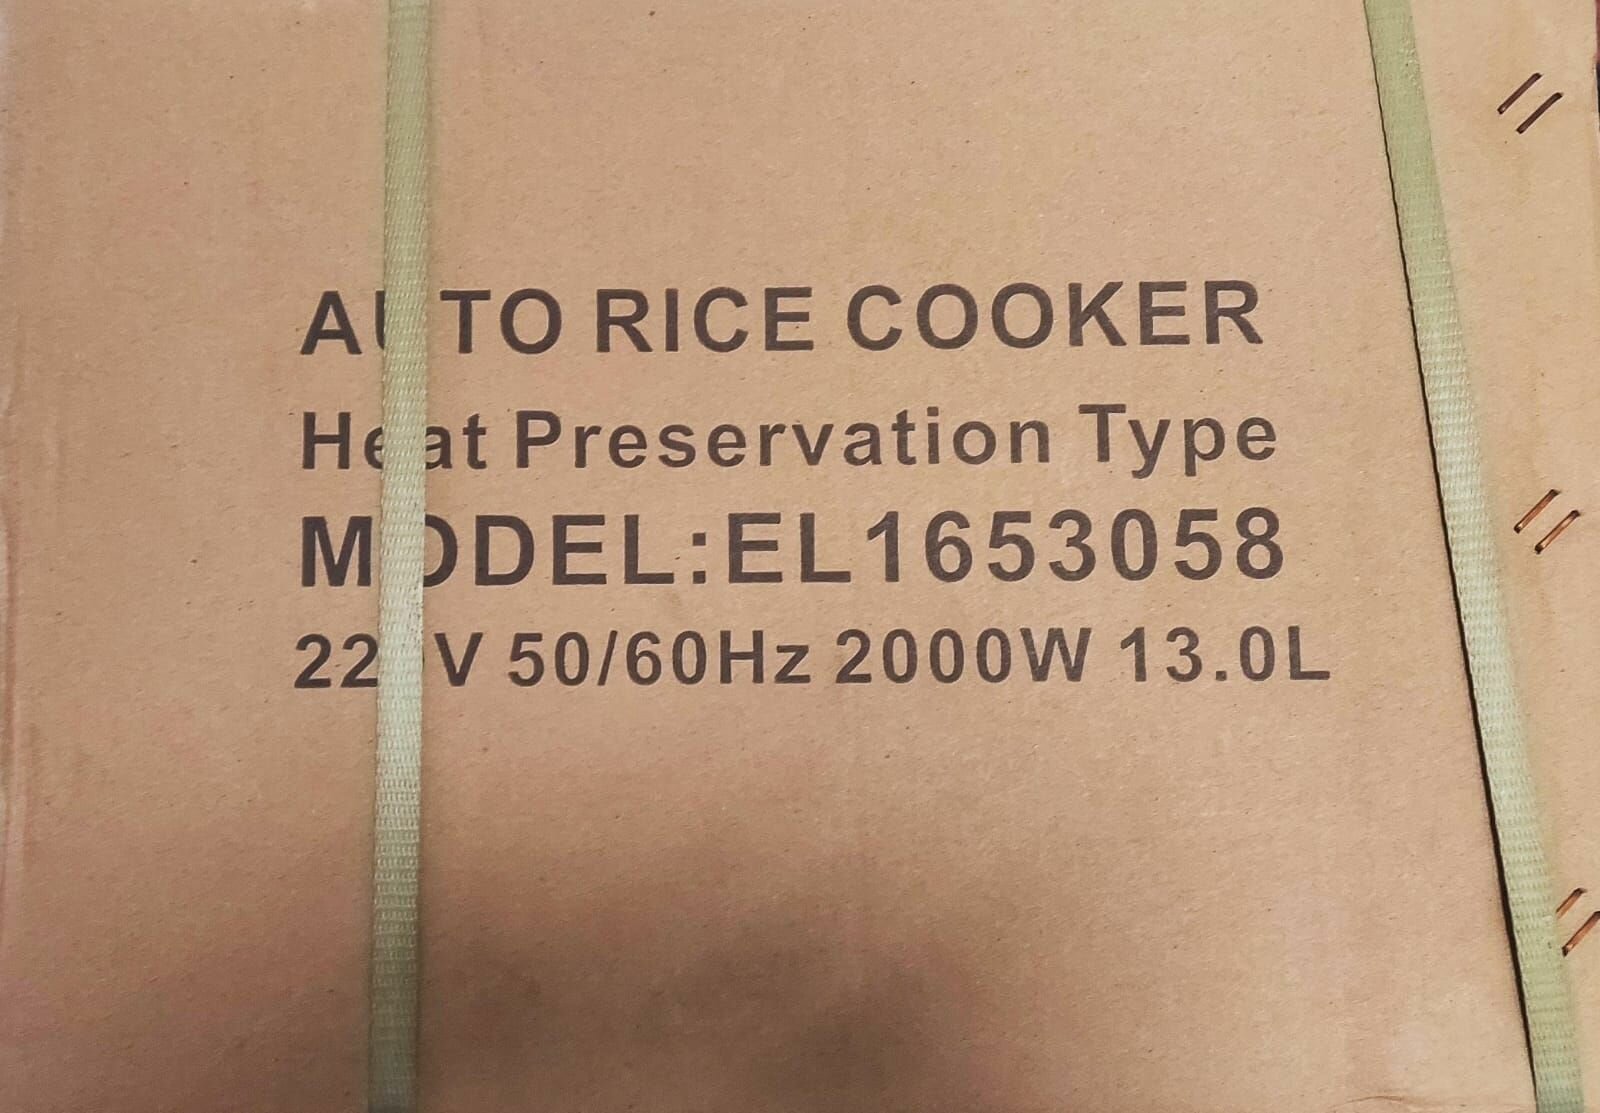 AUTO RICE COOKER
Heat Preservation Type
MODEL:EL1653058
50/60Hz 2000W 13.0L